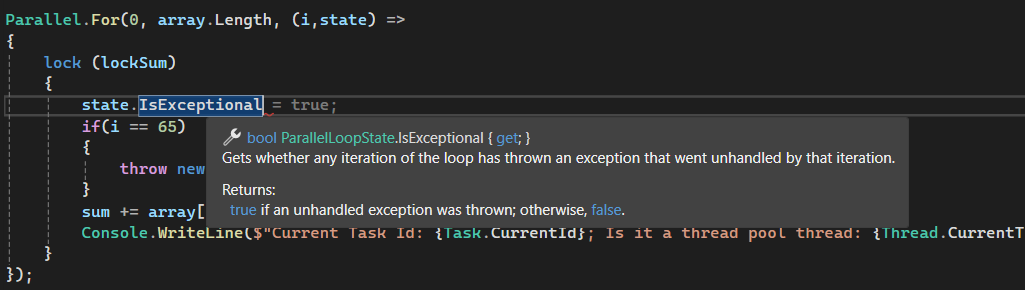 Parallel.For(0, array.Length, (i,state) =>
{
lock (lockSum)
{
state.IsExceptional = true;
if(i == 65)
bool ParallelLoopState.IsExceptional { get; }
{
Gets whether any iteration of the loop has thrown an exception that went unhandled by that iteration.
throw new
Returns:
}
true if an unhandled exception was thrown; otherwise, false.
sum += array[
Console.WriteLine($"Current Task Id: {Task.CurrentId}; Is it a thread pool thread: {Thread.CurrentT
}
});